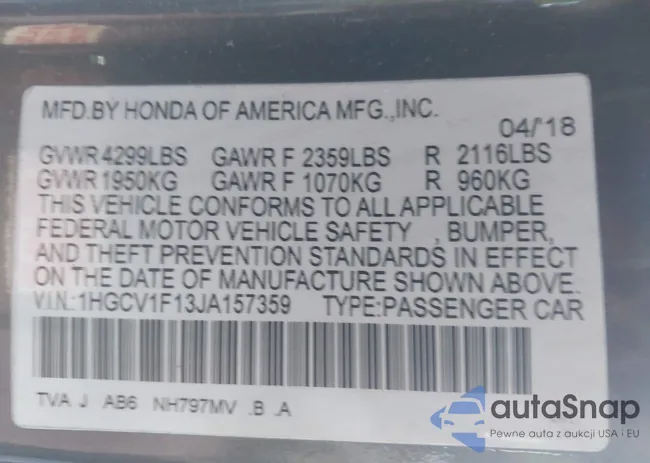 MFD.BY HONDA OF AMERICA MFG.,INC.
04/'18
GVWR 4299LBS GAWR F 2359LBS R 2116LBS
GVWR 1950KG GAWR F 1070KG R 960KG
THIS VEHICLE CONFORMS TO ALL APPLICABLE
FEDERAL MOTOR VEHICLE SAFETY , BUMPER,
AND THEFT PREVENTION STANDARDS IN EFFECT
ON THE DATE OF MANUFACTURE SHOWN ABOVE.
V.I.N.:1HGCV1F13JA157359 TYPE:PASSENGER CAR
TVA J AB6 NH797MV .B .A
autaSnap
Pewne auta z aukcji USA i EU